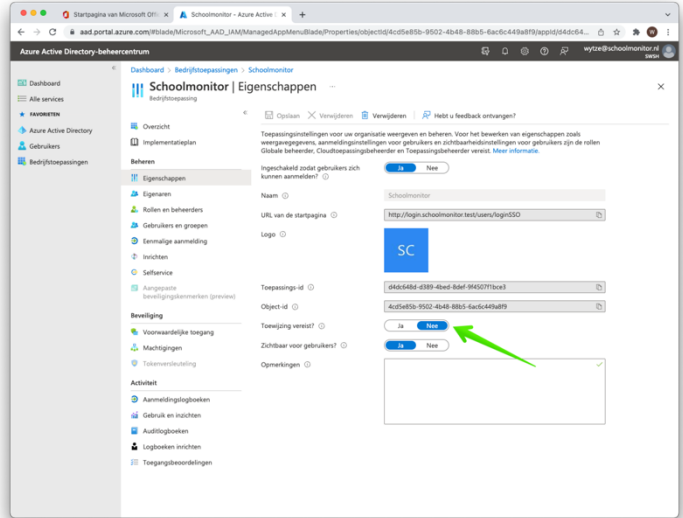 Startpagina van Microsoft Offi
Schoolmonitor - Azure Active D
aad.portal.azure.com/#blade/Microsoft_AAD_IAM/ManagedAppMenuBlade/Properties/objectId/4cd5e85b-9502-4b48-88b5-6ac6c449a8f9/appId/d4dc64...
W
Azure Active Directory-beheercentrum
wytze@schoolmonitor.nl
SWSH
Dashboard
Alle services
FAVORIETEN
Azure Active Directory
Gebruikers
Bedrijfstoepassingen
Dashboard > Bedrijfstoepassingen > Schoolmonitor
Schoolmonitor | Eigenschappen ...
Bedrijfstoepassing
Overzicht
Implementatieplan
Beheren
Eigenschappen
Eigenaren
Rollen en beheerders
Gebruikers en groepen
Eenmalige aanmelding
Inrichten
Selfservice
Aangepaste
beveiligingskenmerken (preview)
Beveiliging
Voorwaardelijke toegang
Machtigingen
Tokenversleuteling
Activiteit
Aanmeldingslogboeken
Gebruik en inzichten
Auditlogboeken
Logboeken inrichten
Toegangsbeoordelingen
Opslaan Verwijderen Verwijderen Hebt u feedback ontvangen?
Toepassingsinstellingen voor uw organisatie weergeven en beheren. Voor het bewerken van eigenschappen zoals
weergavegegevens, aanmeldingsinstellingen voor gebruikers en zichtbaarheidsinstellingen voor gebruikers zijn de rollen
Globale beheerder, Cloudtoepassingsbeheerder en Toepassingsbeheerder vereist. Meer informatie.
Ingeschakeld zodat gebruikers zich
kunnen aanmelden? Ja Nee
Naam Schoolmonitor
URL van de startpagina http://login.schoolmonitor.test/users/loginSSO
Logo
SC
Toepassings-id d4dc648d-d389-4bed-8def-9f4507f1bce3
Object-id 4cd5e85b-9502-4b48-88b5-6ac6c449a8f9
Toewijzing vereist? Ja Nee
Zichtbaar voor gebruikers? Ja Nee
Opmerkingen